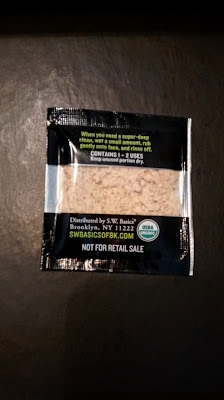 When you need a super-deep
clean, wet a small amount, rub
gently onto face, and rinse off.
CONTAINS 1 - 2 USES
Keep unused portion dry.
Distributed by S.W. Basics®
Brooklyn, NY 11222
SWBASICSOFBK.COM
USDA
ORGANIC
NOT FOR RETAIL SALE